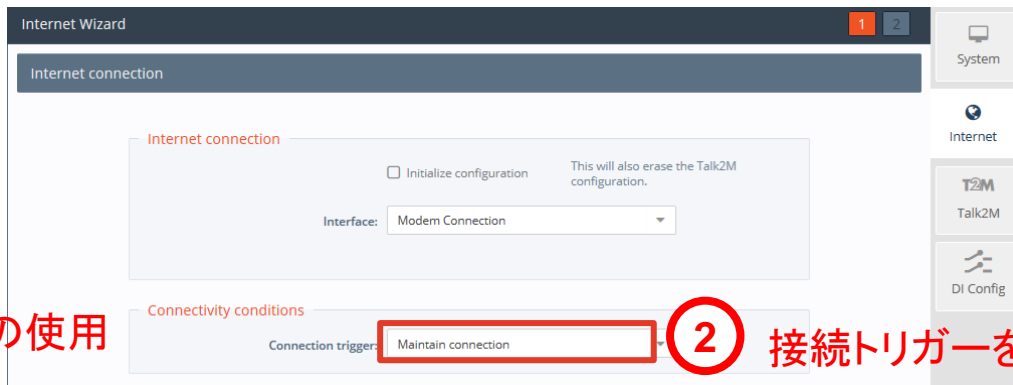 Internet Wizard
1 2
System
Internet connection
Internet
Internet connection
Initialize configuration
This will also erase the Talk2M
configuration.
T2M
Talk2M
Interface: Modem Connection
DI Config
Connectivity conditions
の使用
Connection trigger: Maintain connection
2
接続トリガーを